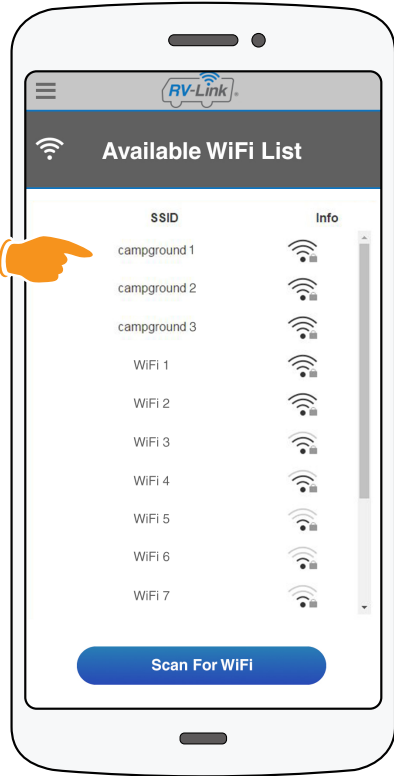 RV-Link
Available WiFi List
SSID Info
campground 1
campground 2
campground 3
WiFi 1
WiFi 2
WiFi 3
WiFi 4
WiFi 5
WiFi 6
WiFi 7
Scan For WiFi